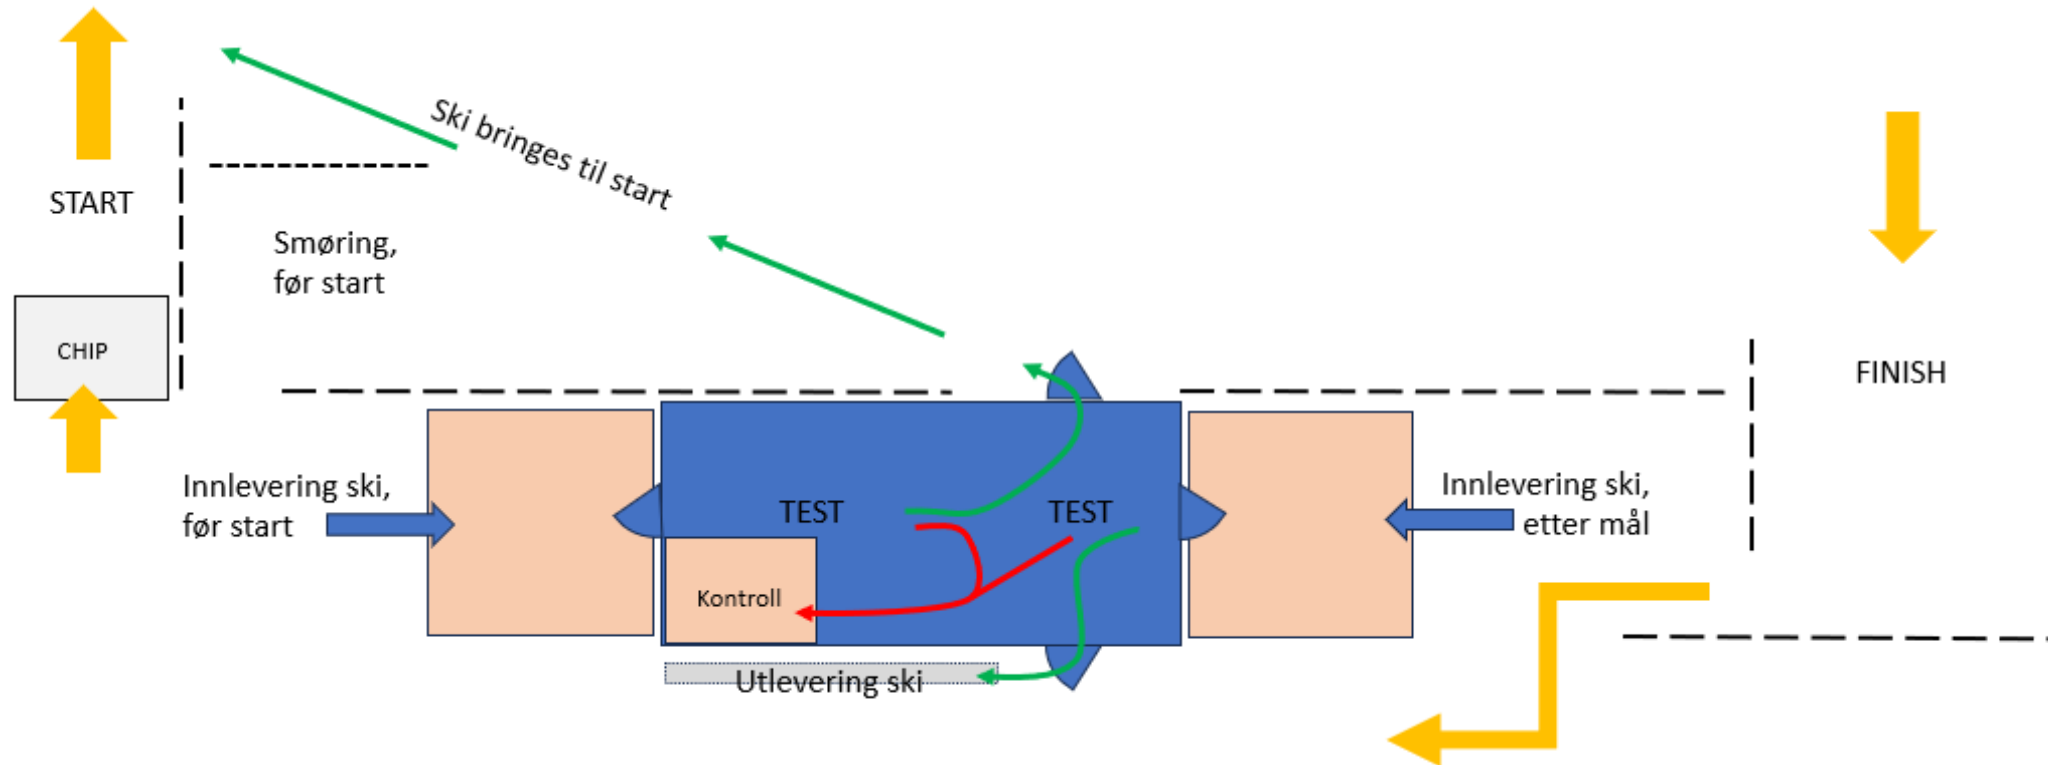 Ski bringes til start
START
Smøring,
før start
CHIP
FINISH
Innlevering ski,
før start
TEST
TEST
Innlevering ski,
etter mål
Kontroll
Utlevering ski